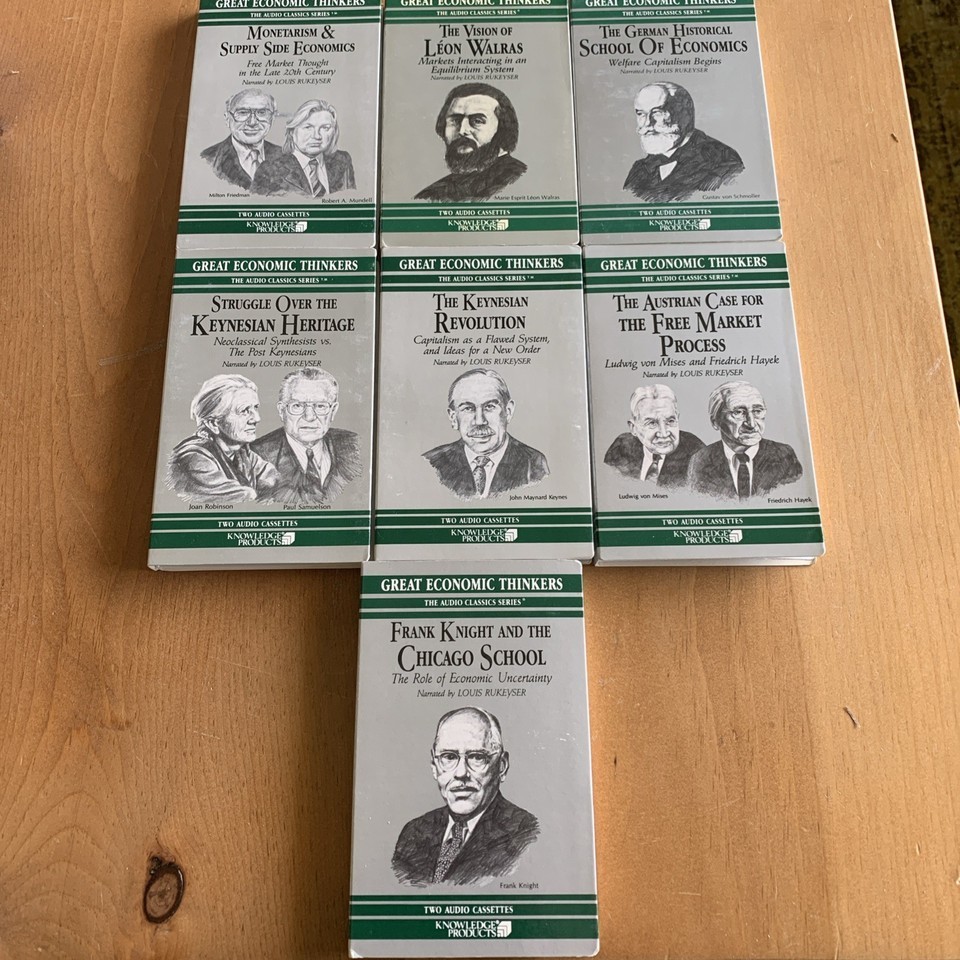 GREAT ECONOMIC THINKERS
THE AUDIO CLASSICS SERIES™
MONETARISM &
SUPPLY SIDE ECONOMICS
Free Market Thought
in the Late 20th Century
Narrated by LOUIS RUKEYSER
Milton Friedman
Robert A. Mundell
TWO AUDIO CASSETTES
KNOWLEDGE
PRODUCTS
GREAT ECONOMIC THINKERS
THE AUDIO CLASSICS SERIES
THE VISION OF
LÉON WALRAS
Markets Interacting in an
Equilibrium System
Narrated by LOUIS RUKEYSER
Marie Esprit Léon Walras
TWO AUDIO CASSETTES
KNOWLEDGE
PRODUCTS
GREAT ECONOMIC THINKERS
THE AUDIO CLASSICS SERIES™
THE GERMAN HISTORICAL
SCHOOL OF ECONOMICS
Welfare Capitalism Begins
Narrated by LOUIS RUKEYSER
Gustav von Schmoller
TWO AUDIO CASSETTES
KNOWLEDGE
PRODUCTS
GREAT ECONOMIC THINKERS
THE AUDIO CLASSICS SERIES™
STRUGGLE OVER THE
KEYNESIAN HERITAGE
Neoclassical Synthesists vs.
The Post Keynesians
Narrated by LOUIS RUKEYSER
Joan Robinson
Paul Samuelson
TWO AUDIO CASSETTES
KNOWLEDGE
PRODUCTS
GREAT ECONOMIC THINKERS
THE AUDIO CLASSICS SERIES™
THE KEYNESIAN
REVOLUTION
Capitalism as a Flawed System,
and Ideas for a New Order
Narrated by LOUIS RUKEYSER
John Maynard Keynes
TWO AUDIO CASSETTES
KNOWLEDGE
PRODUCTS
GREAT ECONOMIC THINKERS
THE AUDIO CLASSICS SERIES™
THE AUSTRIAN CASE FOR
THE FREE MARKET
PROCESS
Ludwig von Mises and Friedrich Hayek
Narrated by LOUIS RUKEYSER
Ludwig von Mises
Friedrich Hayek
TWO AUDIO CASSETTES
KNOWLEDGE
PRODUCTS
GREAT ECONOMIC THINKERS
THE AUDIO CLASSICS SERIES
FRANK KNIGHT AND THE
CHICAGO SCHOOL
The Role of Economic Uncertainty
Narrated by LOUIS RUKEYSER
Frank Knight
TWO AUDIO CASSETTES
KNOWLEDGE
PRODUCTS